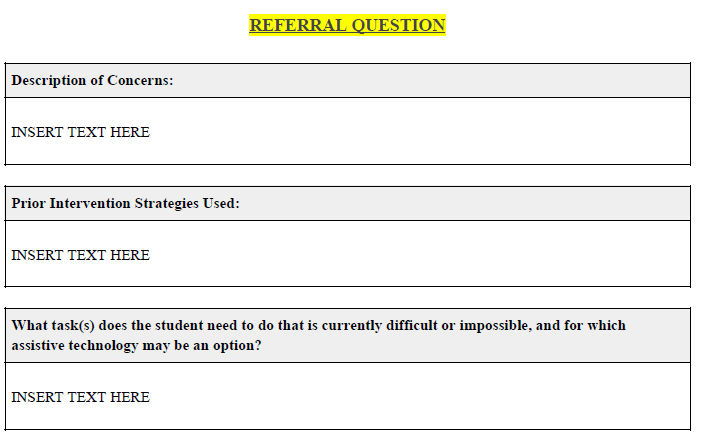 REFERRAL QUESTION
Description of Concerns:
INSERT TEXT HERE
Prior Intervention Strategies Used:
INSERT TEXT HERE
What task(s) does the student need to do that is currently difficult or impossible, and for which
assistive technology may be an option?
INSERT TEXT HERE